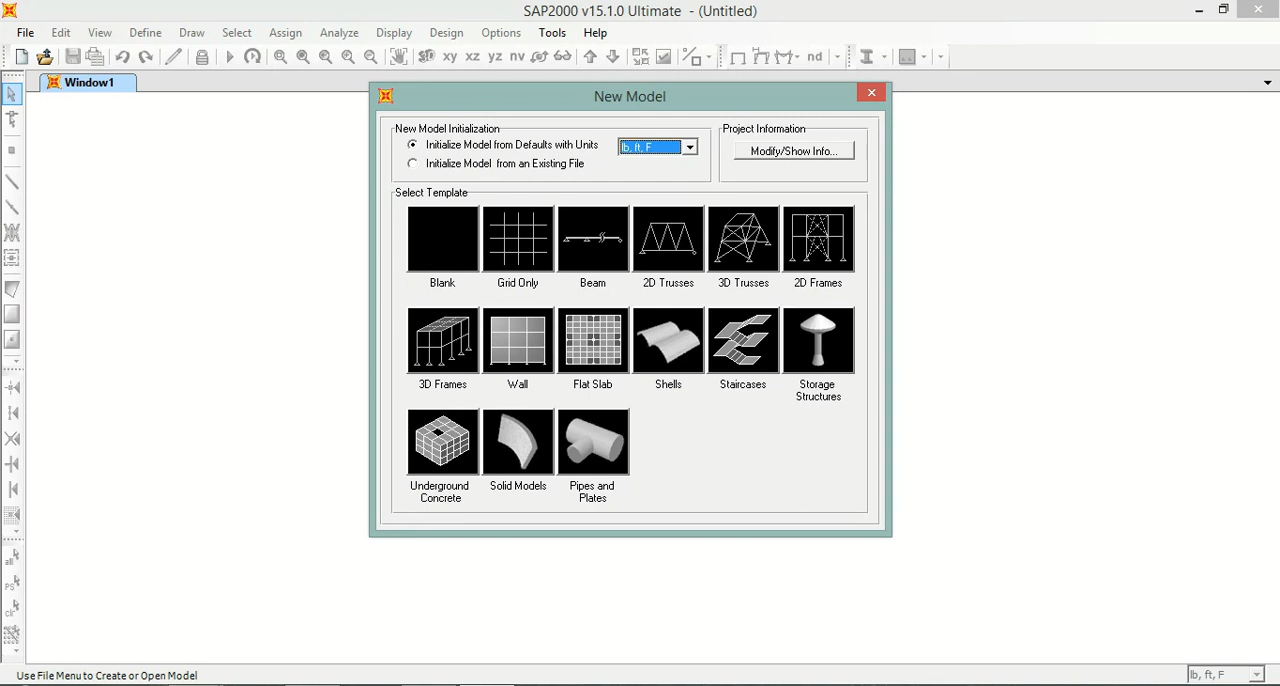 SAP2000 v15.1.0 Ultimate - (Untitled)
File Edit View Define Draw Select Assign Analyze Display Design Options Tools Help
3D xy xz yz nv nd
Window1
New Model
New Model Initialization
Initialize Model from Defaults with Units
lb, ft, F
Initialize Model from an Existing File
Project Information
Modify/Show Info...
Select Template
Blank
Grid Only
Beam
2D Trusses
3D Trusses
2D Frames
3D Frames
Wall
Flat Slab
Shells
Staircases
Storage
Structures
Underground
Concrete
Solid Models
Pipes and
Plates
all
PS
clr
Use File Menu to Create or Open Model
lb, ft, F